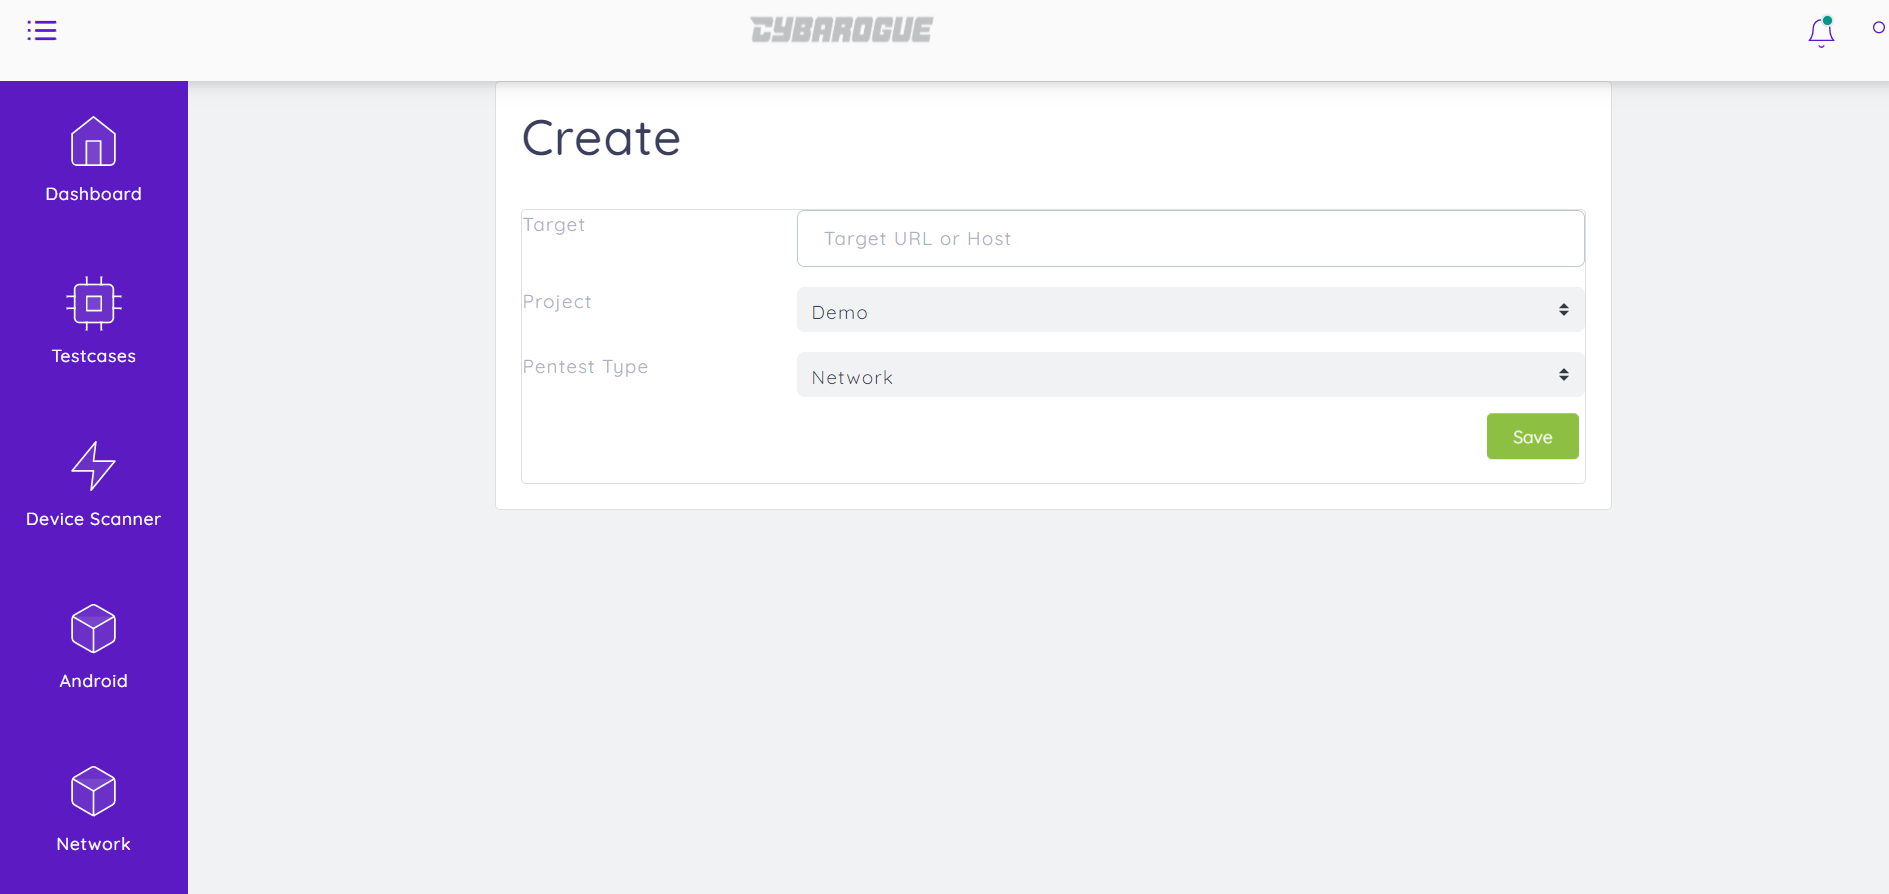 CYBAROGUE
Dashboard
Testcases
Device Scanner
Android
Network
Create
Target
Target URL or Host
Project
Demo
Pentest Type
Network
Save